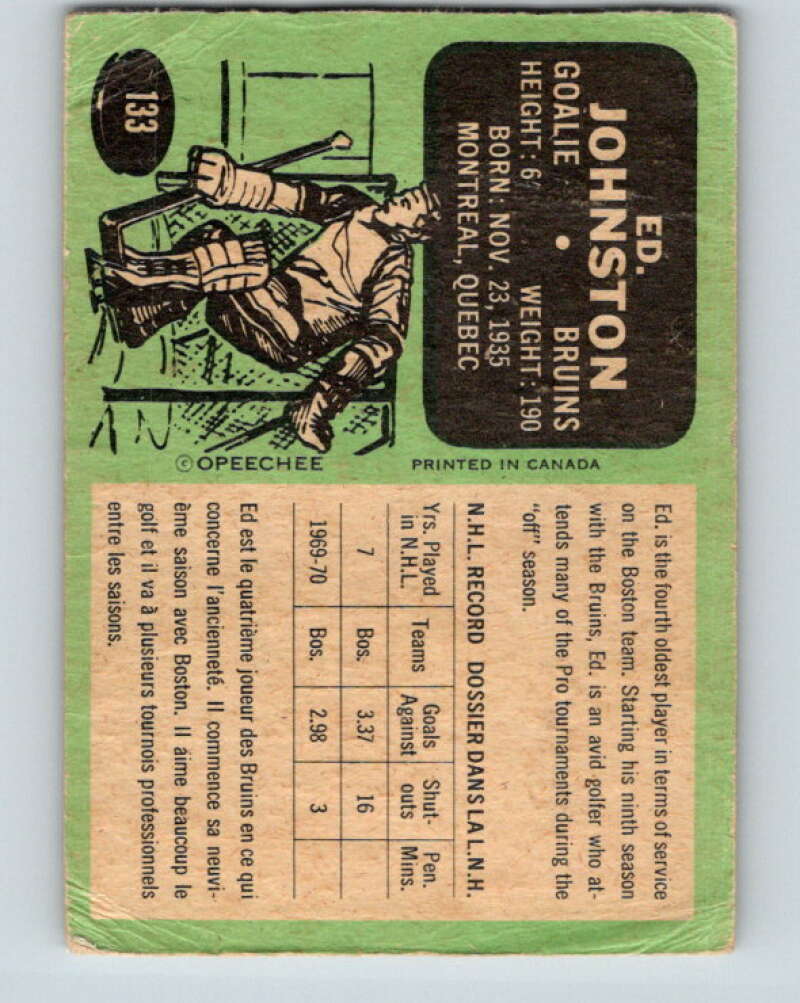 133
ED.
JOHNSTON
GOALIE • BRUINS
HEIGHT: 6' WEIGHT: 190
BORN: NOV. 23, 1935
MONTREAL, QUEBEC
© OPEECHEE
PRINTED IN CANADA
Ed. is the fourth oldest player in terms of service
on the Boston team. Starting his ninth season
with the Bruins, Ed. is an avid golfer who at-
tends many of the Pro tournaments during the
"off" season.
N.H.L. RECORD DOSSIER DANS LA L.N.H.
Yrs. Played Teams Goals Shut- Pen.
in N.H.L. Against outs Mins.
7 Bos. 3.37 16
1969-70 Bos. 2.98 3
Ed est le quatrième joueur des Bruins en ce qui
concerne l'ancienneté. Il commence sa neuvi-
ème saison avec Boston. Il áime beaucoup le
golf et il va à plusieurs tournois professionnels
entre les saisons.